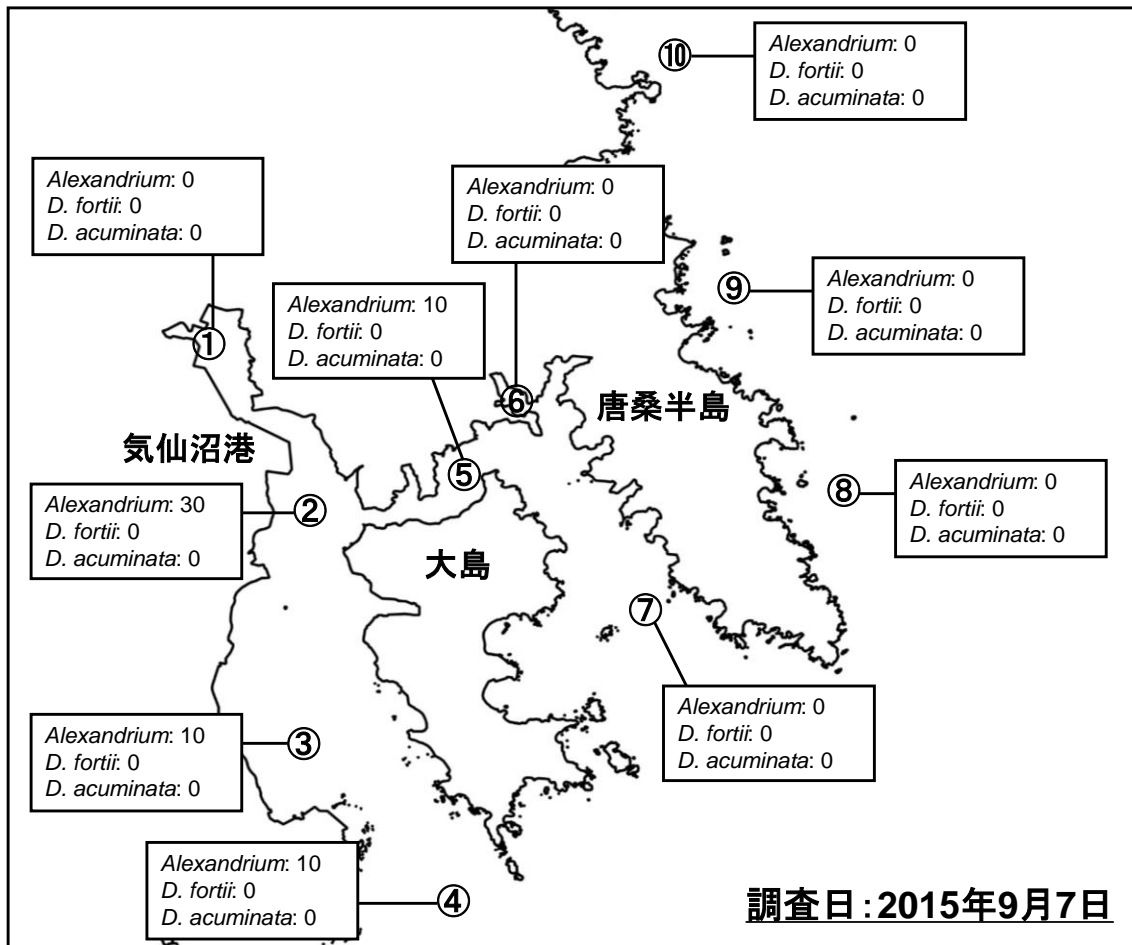 ⑩
Alexandrium: 0
D. fortii: 0
D. acuminata: 0
Alexandrium: 0
D. fortii: 0
D. acuminata: 0
①
Alexandrium: 0
D. fortii: 0
D. acuminata: 0
⑥
Alexandrium: 0
D. fortii: 0
D. acuminata: 0
⑨
Alexandrium: 10
D. fortii: 0
D. acuminata: 0
⑤
唐桑半島
気仙沼港
Alexandrium: 30
D. fortii: 0
D. acuminata: 0
②
⑧
Alexandrium: 0
D. fortii: 0
D. acuminata: 0
大島
⑦
Alexandrium: 0
D. fortii: 0
D. acuminata: 0
Alexandrium: 10
D. fortii: 0
D. acuminata: 0
③
Alexandrium: 10
D. fortii: 0
D. acuminata: 0
④
調査日:2015年9月7日